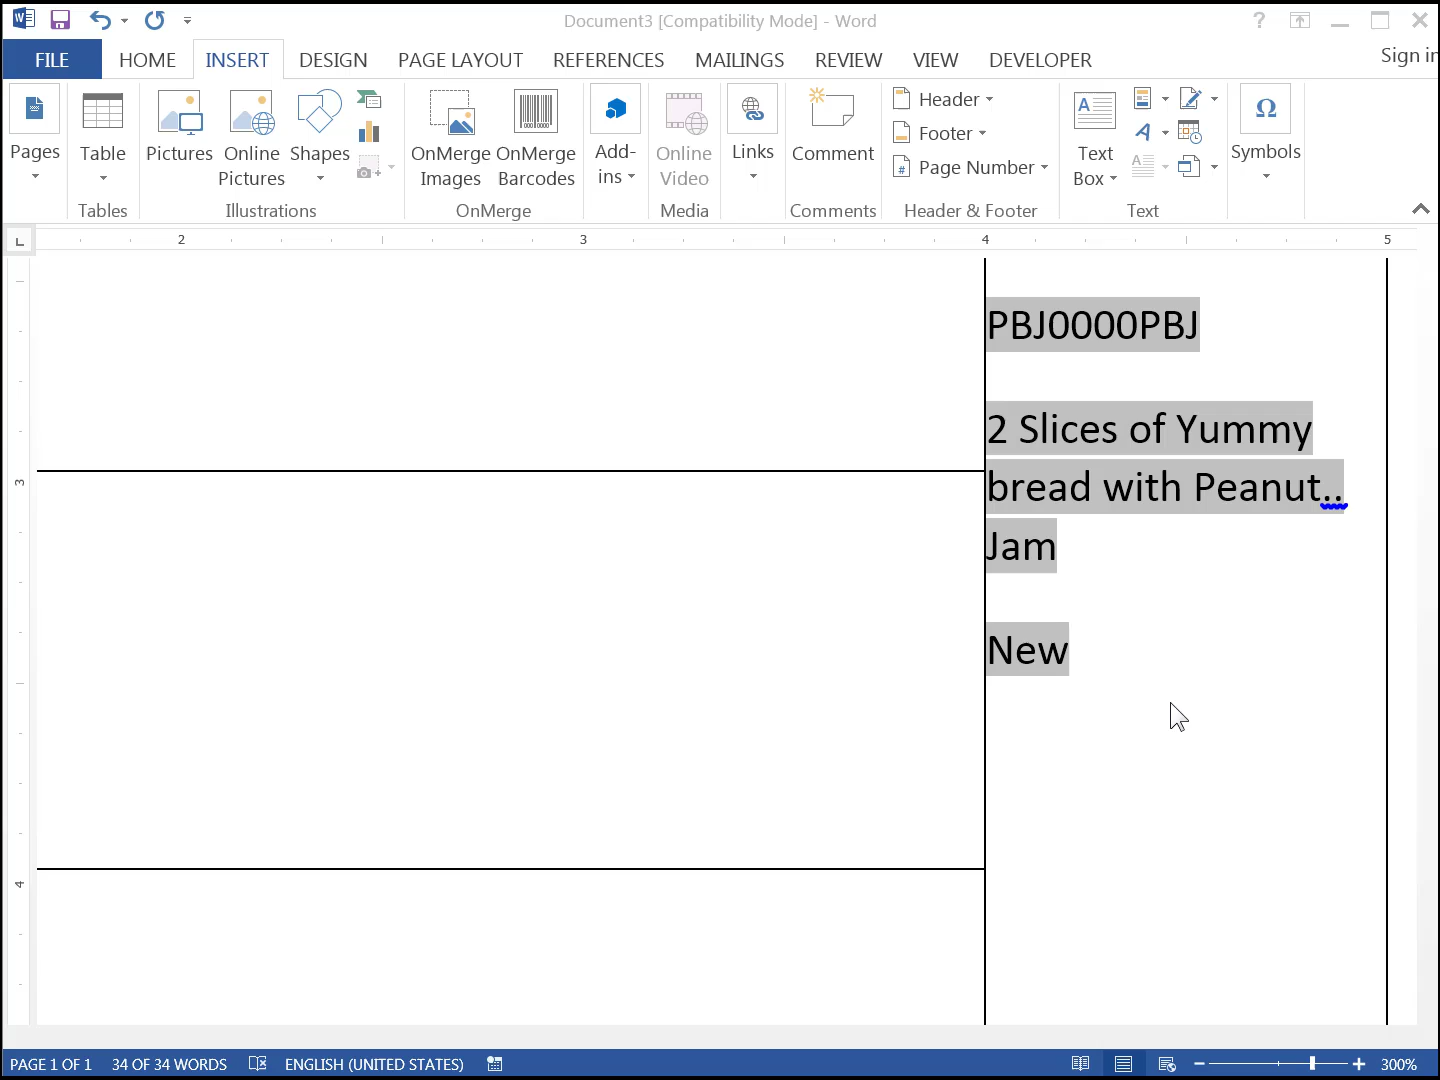 Document3 [Compatibility Mode] - Word
?
FILE HOME INSERT DESIGN PAGE LAYOUT REFERENCES MAILINGS REVIEW VIEW DEVELOPER Sign in
Pages
Table
Pictures
Online Pictures
Shapes
OnMerge Images
OnMerge Barcodes
Add-ins
Online Video
Links
Comment
Header
Footer
Page Number
Text Box
Symbols
Tables Illustrations OnMerge Media Comments Header & Footer Text
2 3 4 5
PBJ0000PBJ
2 Slices of Yummy
bread with Peanut..
3
Jam
New
4
PAGE 1 OF 1 34 OF 34 WORDS ENGLISH (UNITED STATES) 300%